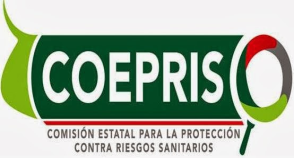 COEPRIS
COMISIÓN ESTATAL PARA LA PROTECCIÓN
CONTRA RIESGOS SANITARIOS